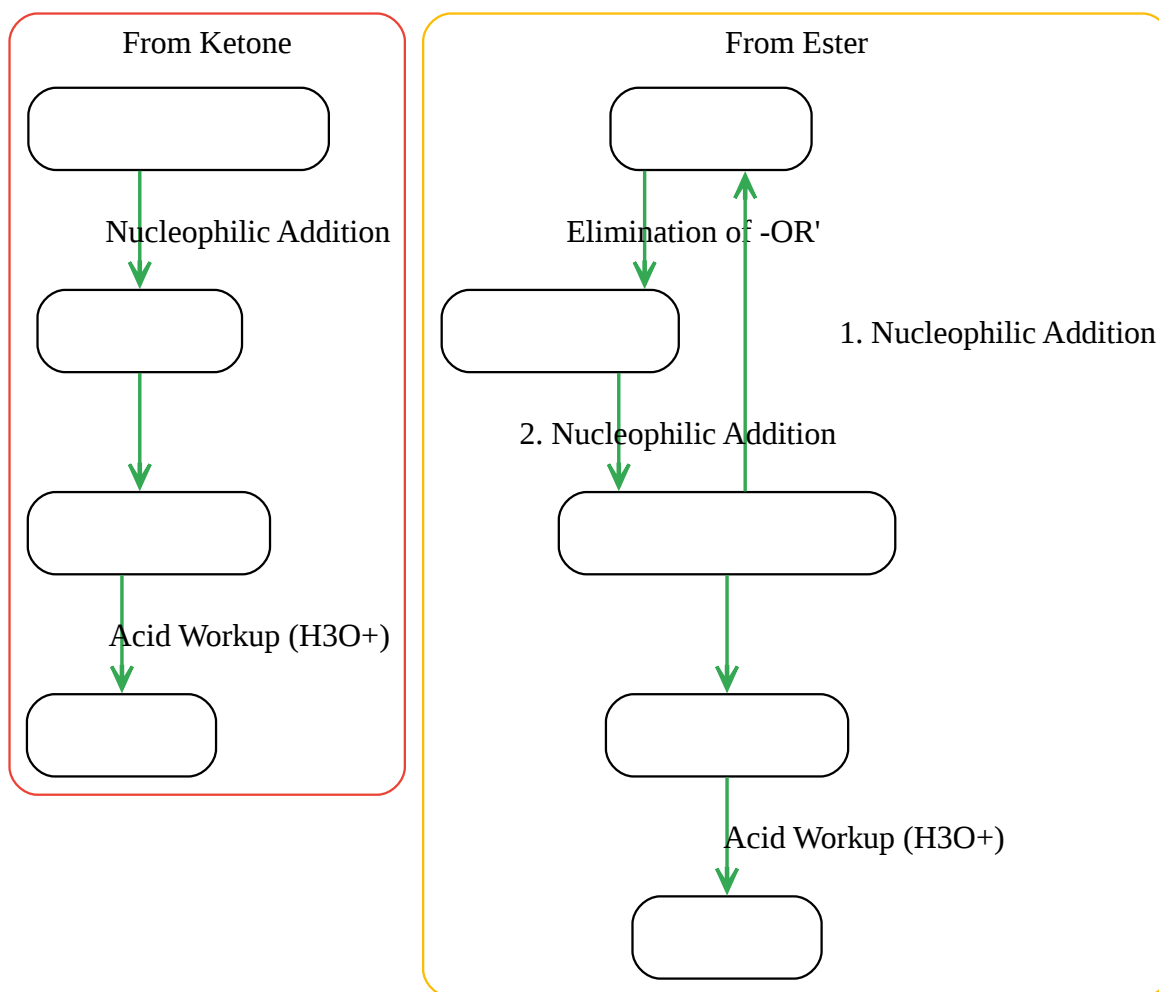 From Ketone
Nucleophilic Addition
Acid Workup (H3O+)
From Ester
Elimination of -OR'
1. Nucleophilic Addition
2. Nucleophilic Addition
Acid Workup (H3O+)